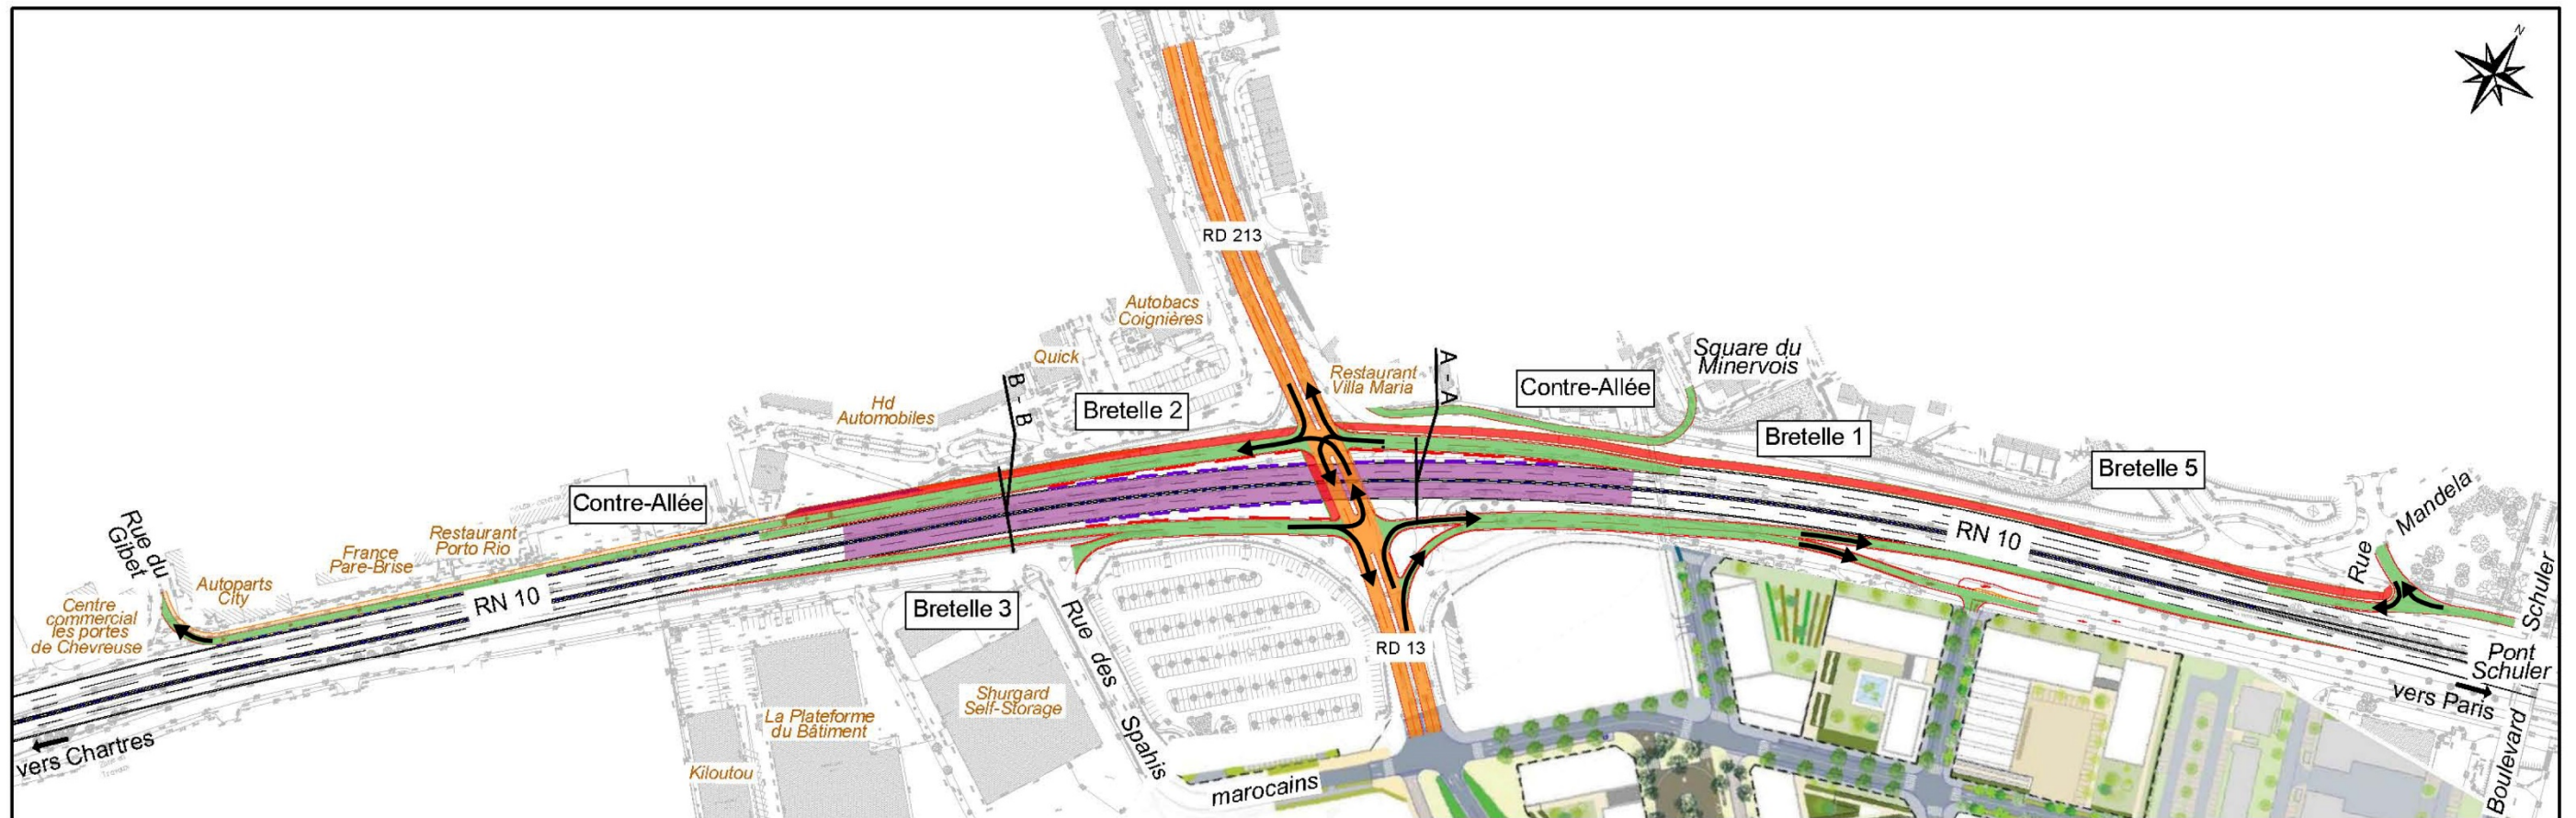 N
RD 213
Autobacs
Coignières
Quick
Hd
Automobiles
Bretelle 2
B - B
Restaurant
Villa Maria
A - A
Contre-Allée
Square du
Minervois
Bretelle 1
Bretelle 5
Contre-Allée
Rue du
Gibet
Restaurant
Porto Rio
France
Pare-Brise
Autoparts
City
Centre
commercial
les portes
de Chevreuse
RN 10
Bretelle 3
RN 10
Rue
Mandela
RD 13
Rue des Spahis
marocains
Shurgard
Self-Storage
La Plateforme
du Bâtiment
Kiloutou
vers Chartres
Pont
Schuler
vers Paris
Boulevard
Schuler